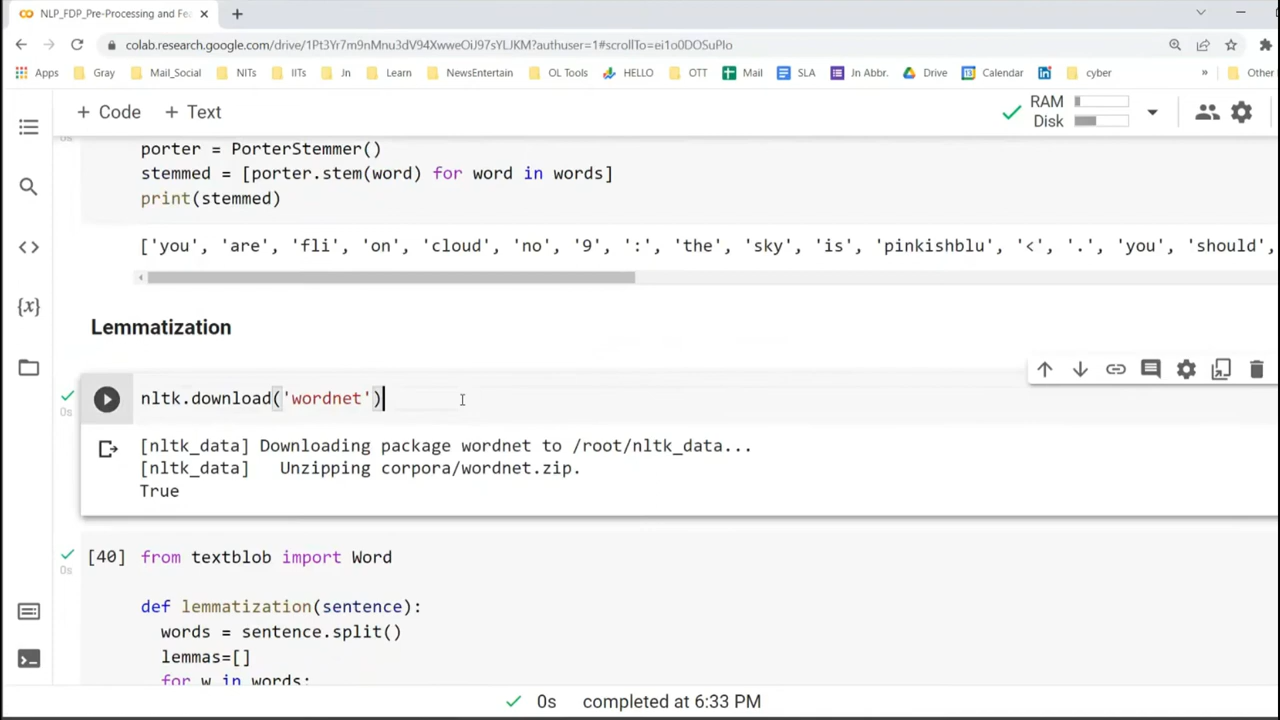 NLP_FDP_Pre-Processing and Fea
colab.research.google.com/drive/1Pt3Yr7m9nMnu3dV94XwweOiJ97sYLJKM?authuser=1#scrollTo=ei1o0DOSuPIo
Apps Gray Mail_Social NITs IITs Jn Learn NewsEntertain OL Tools HELLO OTT Mail SLA Jn Abbr. Drive Calendar cyber » Other
+ Code + Text
RAM
Disk
0s
porter = PorterStemmer()
stemmed = [porter.stem(word) for word in words]
print(stemmed)
['you', 'are', 'fli', 'on', 'cloud', 'no', '9', ':', 'the', 'sky', 'is', 'pinkishblu', '<', '.', 'you', 'should',
Lemmatization
nltk.download('wordnet')
0s
[nltk_data] Downloading package wordnet to /root/nltk_data...
[nltk_data]   Unzipping corpora/wordnet.zip.
True
[40] from textblob import Word
0s
def lemmatization(sentence):
words = sentence.split()
lemmas=[]
for w in words:
0s completed at 6:33 PM